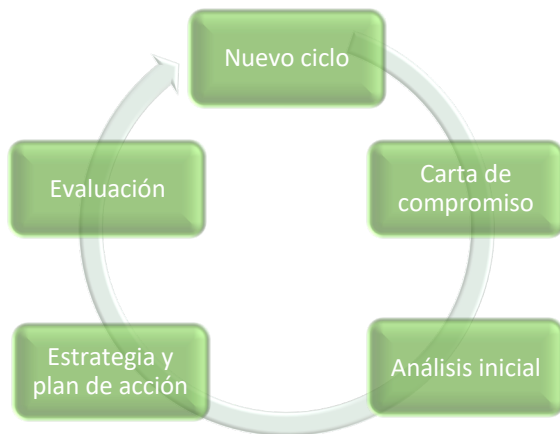 Nuevo ciclo
Carta de
compromiso
Análisis inicial
Estrategia y
plan de acción
Evaluación